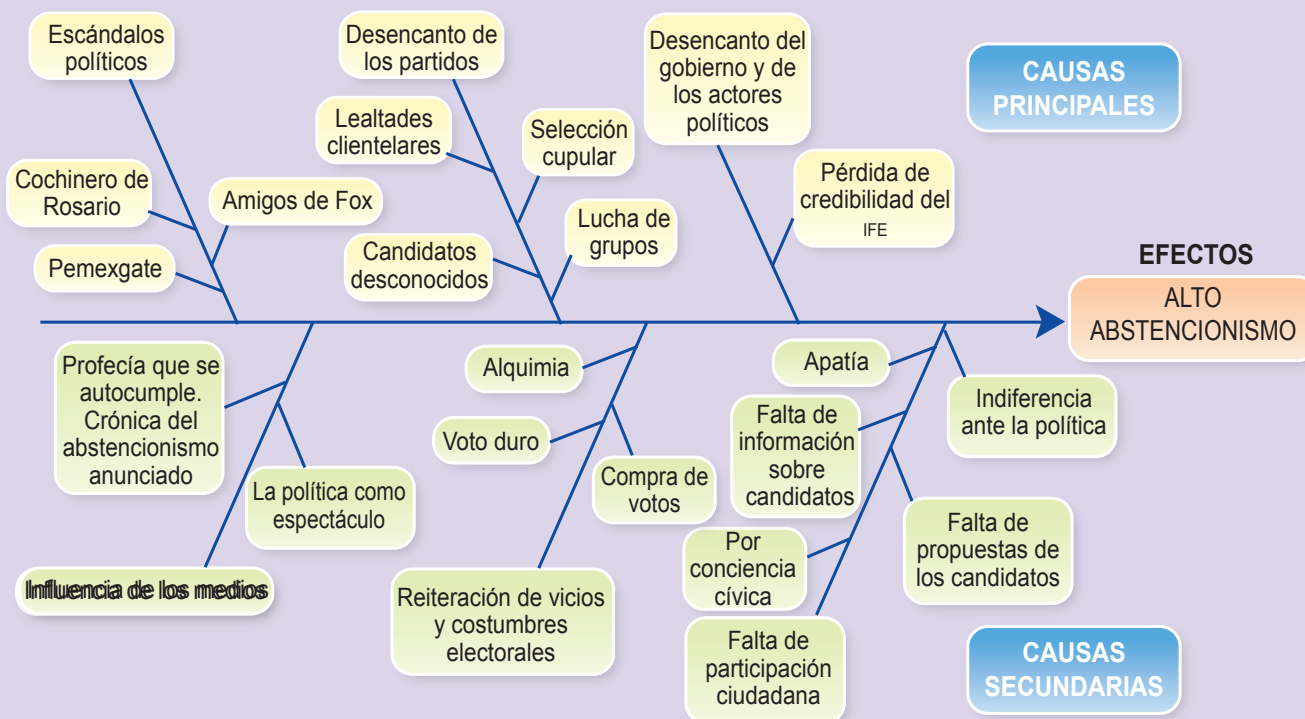 Escándalos
políticos
Desencanto de
los partidos
Desencanto del
gobierno y de
los actores
políticos
CAUSAS
PRINCIPALES
Lealtades
clientelares
Selección
cupular
Cochinero de
Rosario
Amigos de Fox
Pérdida de
credibilidad del
IFE
Pemexgate
Candidatos
desconocidos
Lucha de
grupos
EFECTOS
ALTO
ABSTENCIONISMO
Profecía que se
autocumple.
Crónica del
abstencionismo
anunciado
La política como
espectáculo
Influencia de los medios
Alquimia
Voto duro
Compra de
votos
Reiteración de vicios
y costumbres
electorales
Apatía
Indiferencia
ante la política
Falta de
información
sobre
candidatos
Falta de
propuestas de
los candidatos
Por
conciencia
cívica
Falta de
participación
ciudadana
CAUSAS
SECUNDARIAS